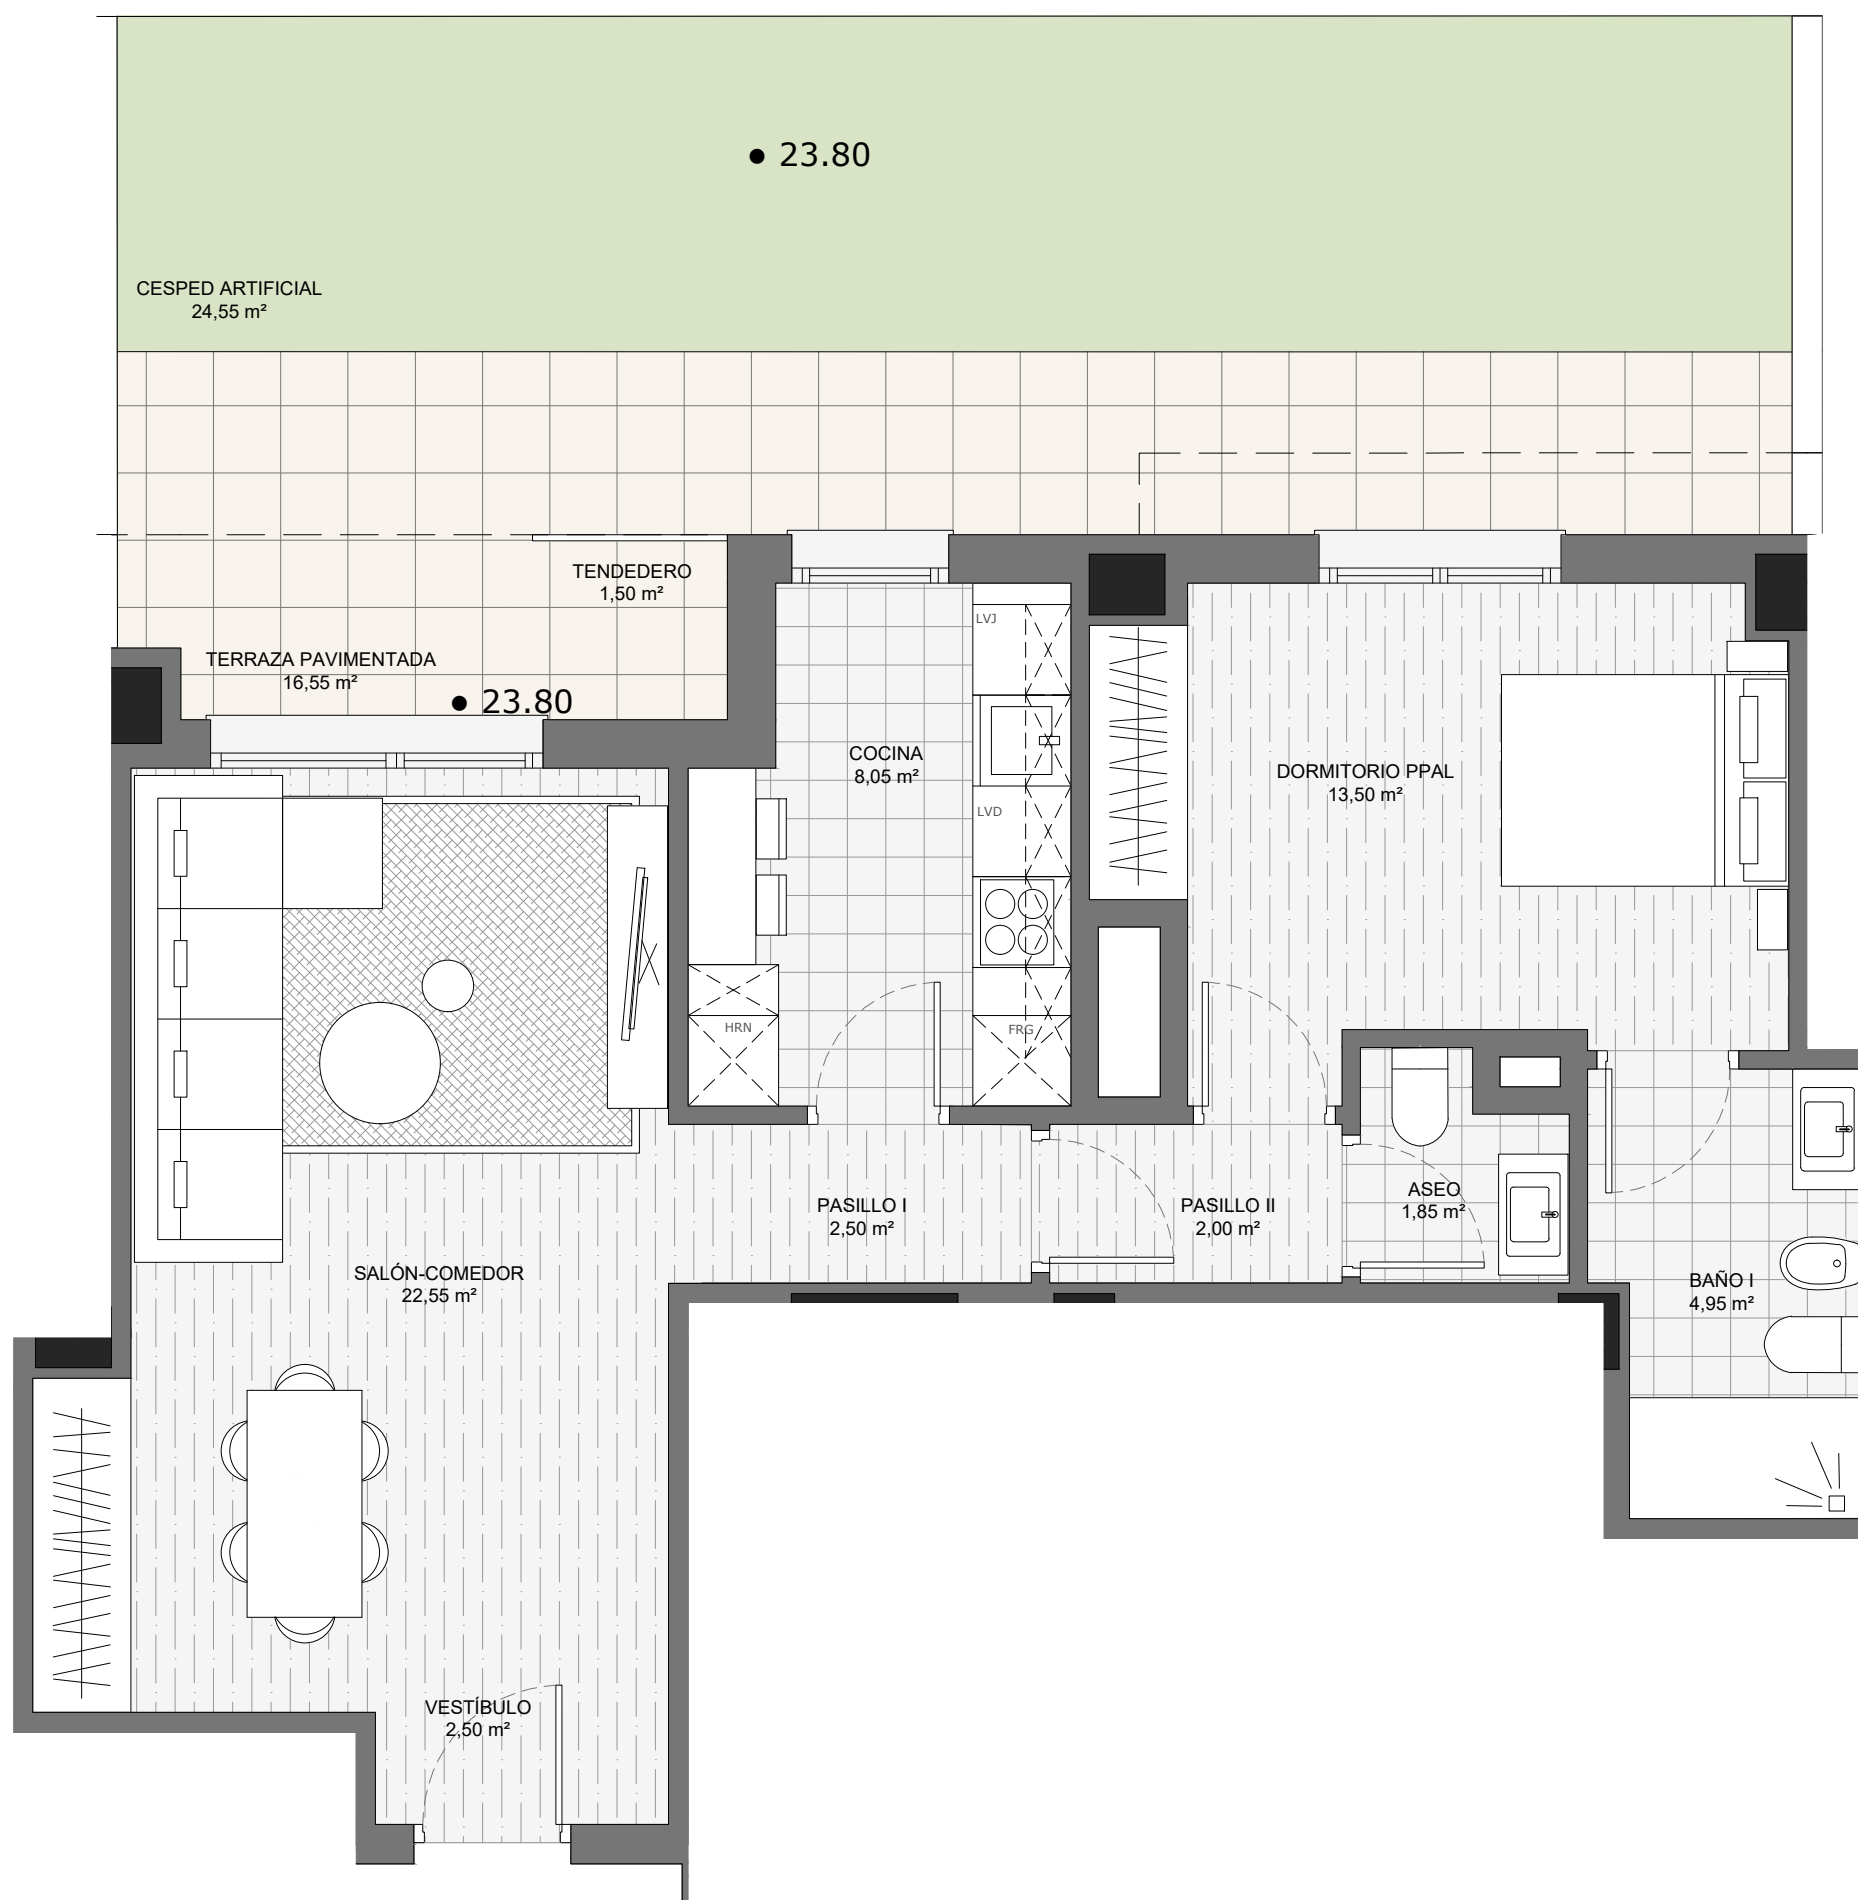 • 23.80
CESPED ARTIFICIAL
24,55 m²
TENDEDERO
1,50 m²
TERRAZA PAVIMENTADA
16,55 m²
• 23.80
LVJ
COCINA
8,05 m²
DORMITORIO PPAL
13,50 m²
LVD
HRN
FRG
PASILLO I
2,50 m²
PASILLO II
2,00 m²
ASEO
1,85 m²
SALÓN-COMEDOR
22,55 m²
BAÑO I
4,95 m²
VESTÍBULO
2,50 m²